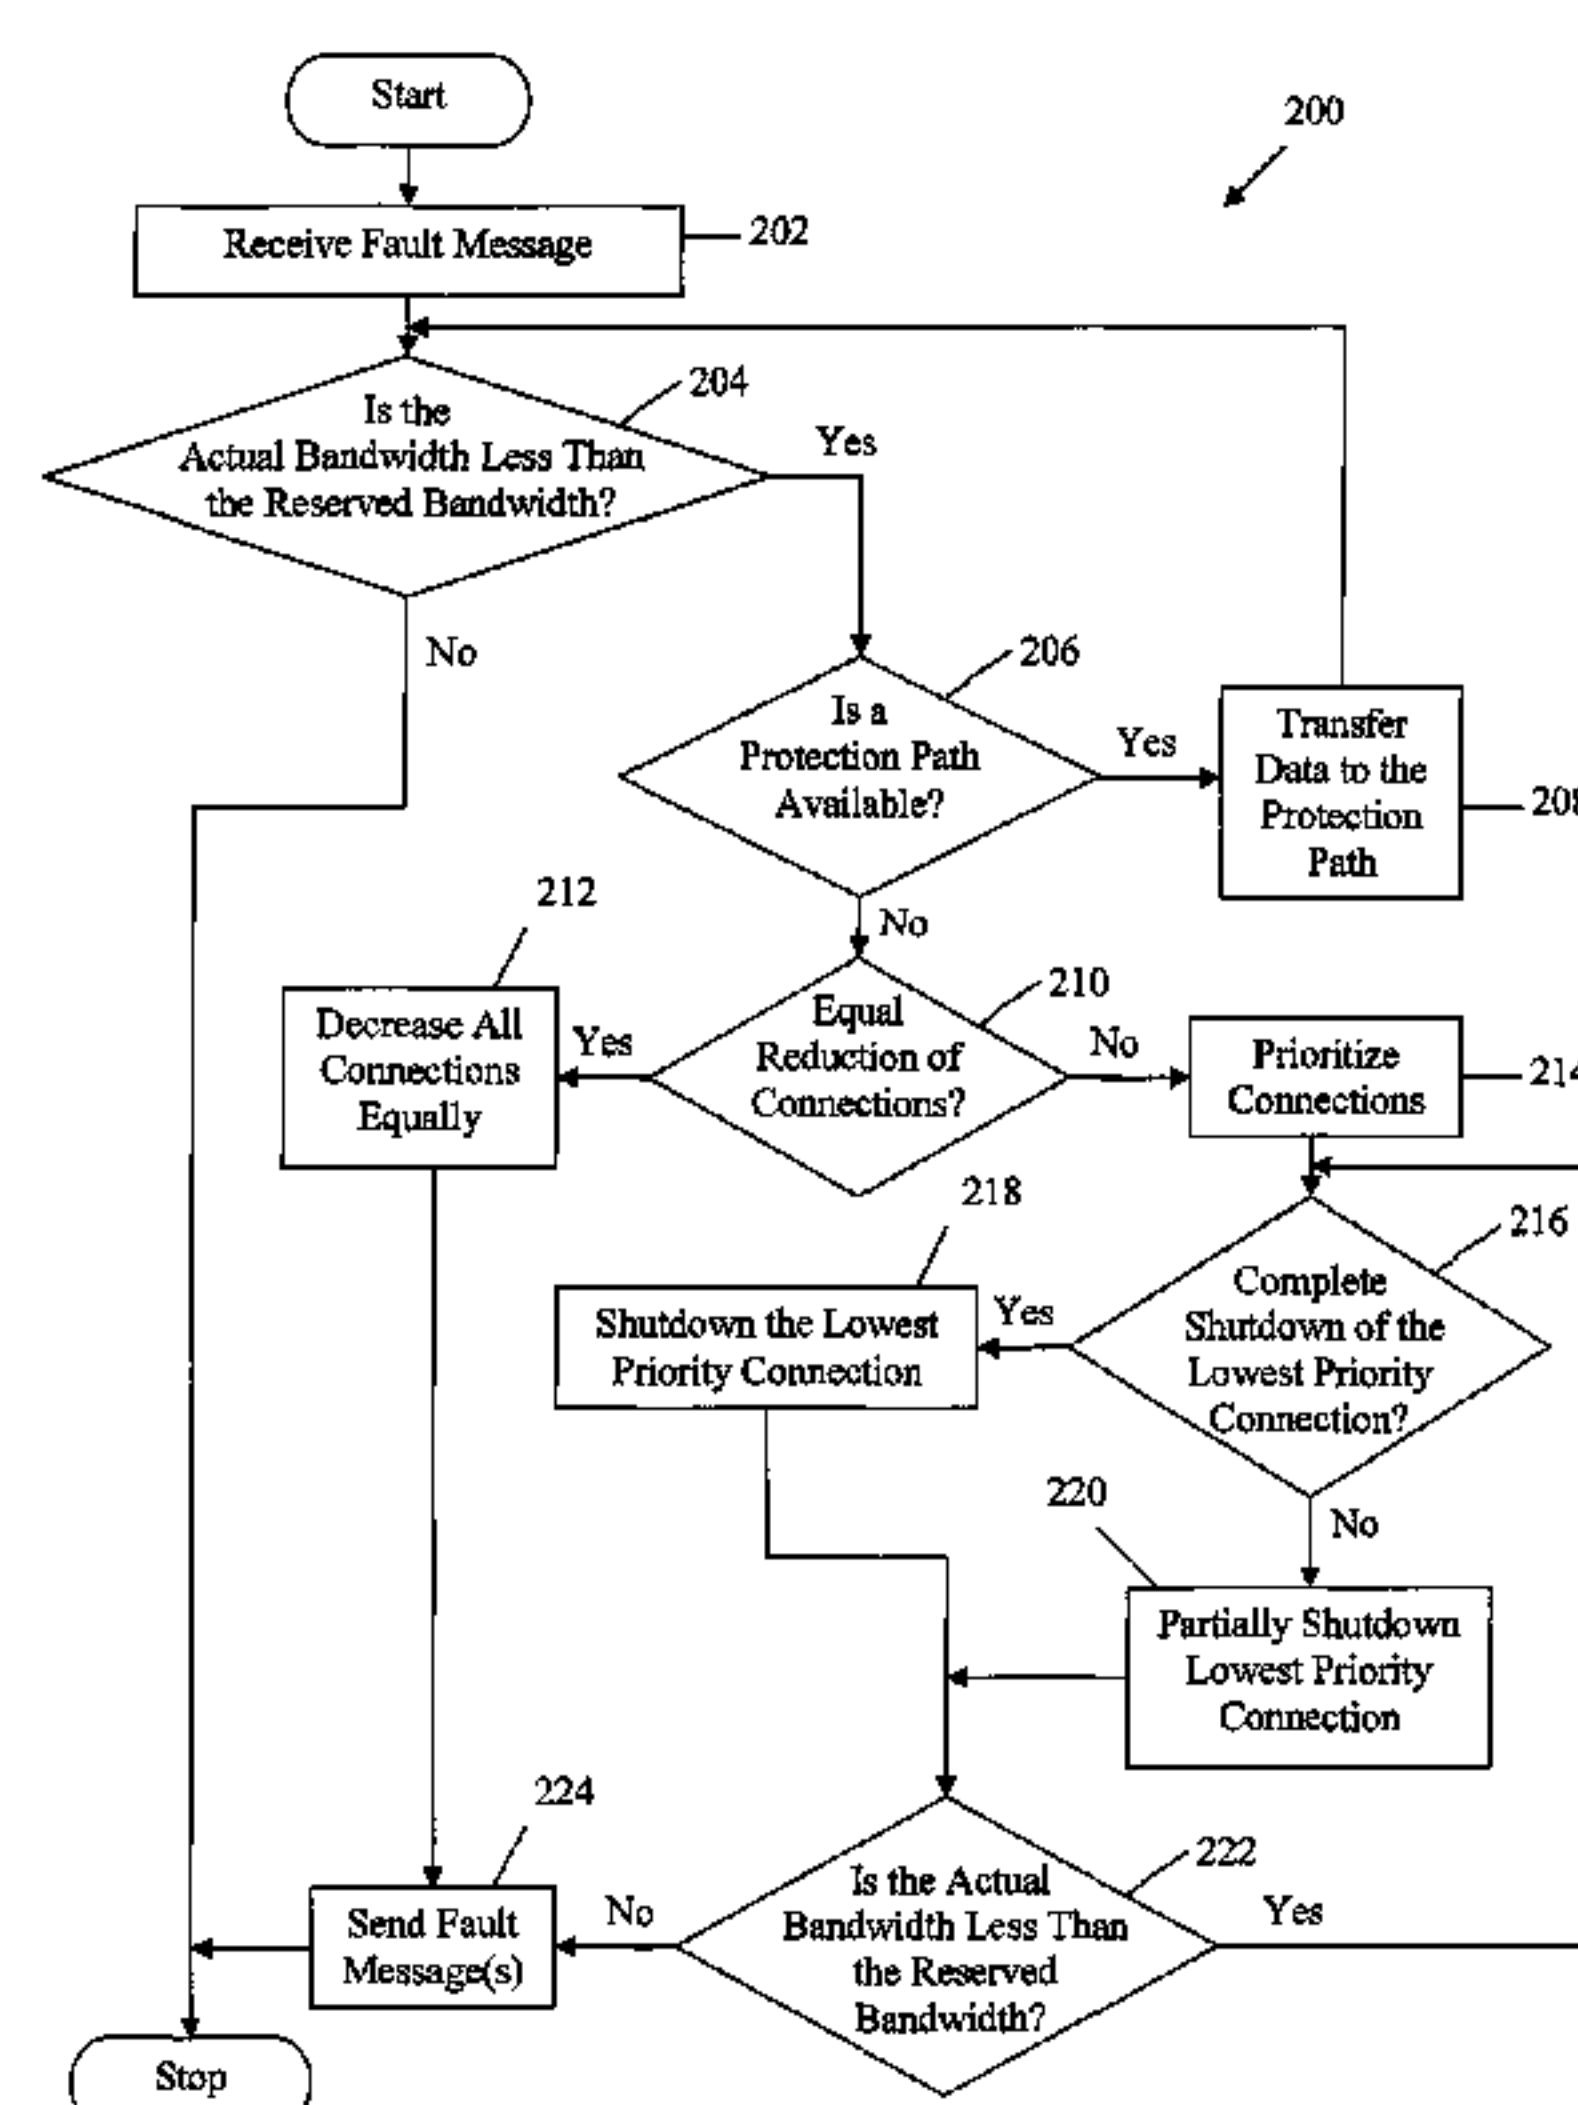 Start
200
Receive Fault Message
202
204
Is the
Actual Bandwidth Less Than
the Reserved Bandwidth?
Yes
No
206
Is a
Protection Path
Available?
Yes
Transfer
Data to the
Protection
Path
208
No
212
210
Decrease All
Connections
Equally
Yes
Equal
Reduction of
Connections?
No
Prioritize
Connections
214
218
216
Shutdown the Lowest
Priority Connection
Yes
Complete
Shutdown of the
Lowest Priority
Connection?
220
No
Partially Shutdown
Lowest Priority
Connection
224
222
Send Fault
Message(s)
No
Is the Actual
Bandwidth Less Than
the Reserved
Bandwidth?
Yes
Stop